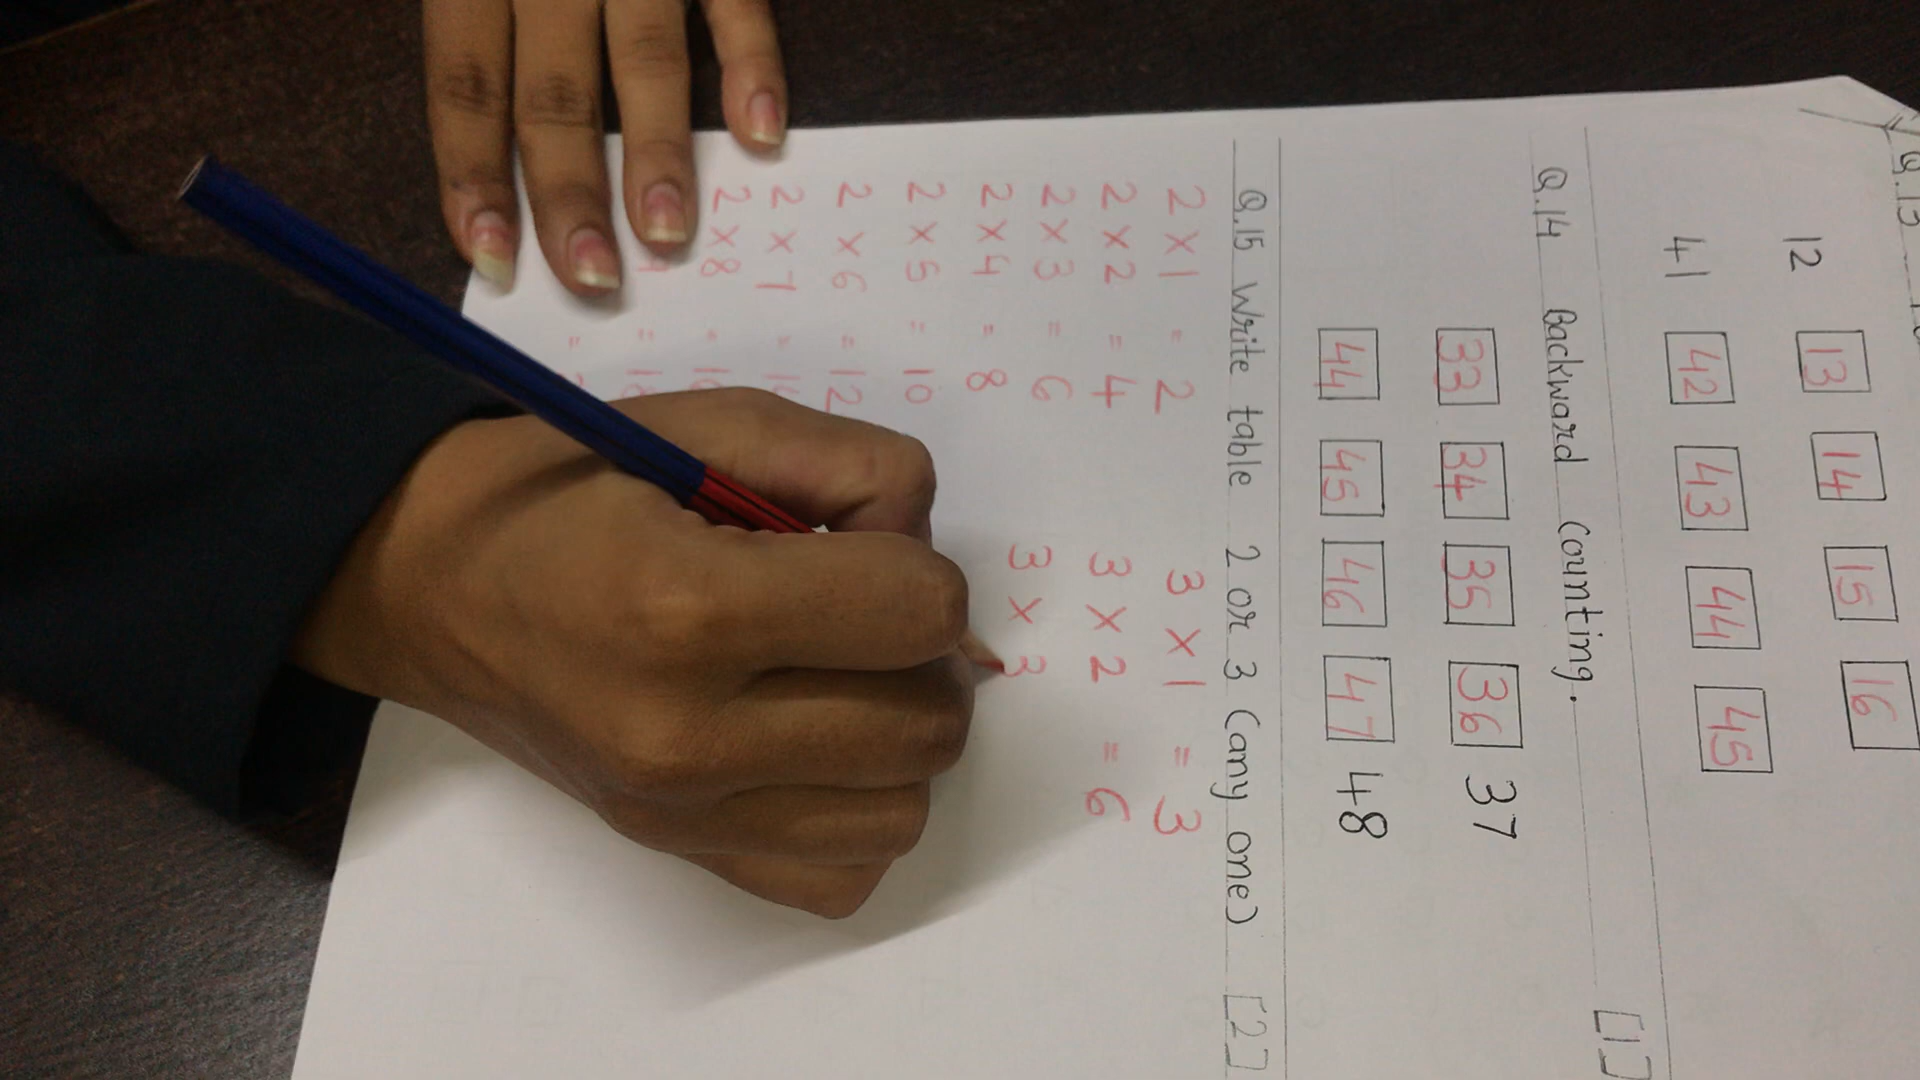 12 13 14 15 16
41 42 43 44 45
Q.14 Backward Counting. [1]
33 34 35 36 37
44 45 46 47 48
Q.15 Write table 2 or 3 (any one) [2]
2 × 1 = 2
2 × 2 = 4
2 × 3 = 6
2 × 4 = 8
2 × 5 = 10
2 × 6 = 12
2 × 7 =
2 × 8 =
3 × 1 = 3
3 × 2 = 6
3 × 3